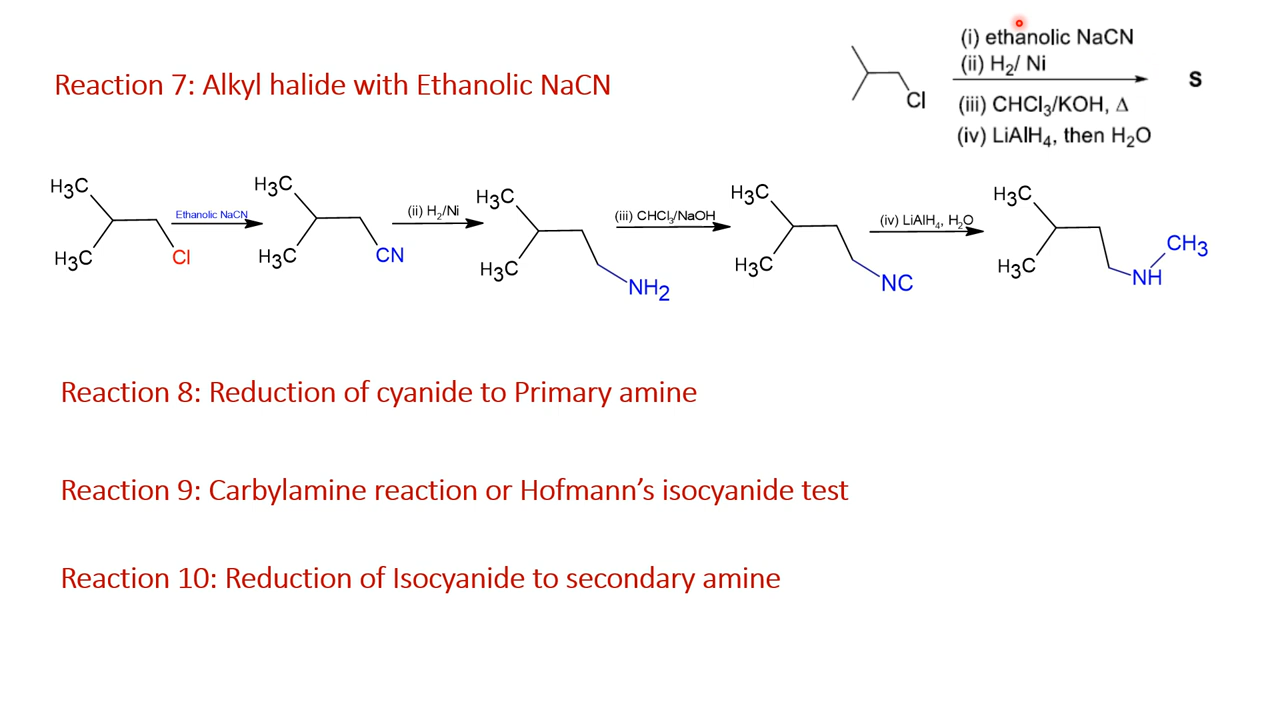 (i) ethanolic NaCN
(ii) H₂/ Ni
Reaction 7: Alkyl halide with Ethanolic NaCN
S
Cl
(iii) CHCl₃/KOH, Δ
(iv) LiAlH₄, then H₂O
H₃C
H₃C
Cl
Ethanolic NaCN
H₃C
H₃C
CN
(ii) H₂/Ni
H₃C
H₃C
NH₂
(iii) CHCl₃/NaOH
H₃C
H₃C
NC
(iv) LiAlH₄, H₂O
H₃C
H₃C
NH
CH₃
Reaction 8: Reduction of cyanide to Primary amine
Reaction 9: Carbylamine reaction or Hofmann’s isocyanide test
Reaction 10: Reduction of Isocyanide to secondary amine